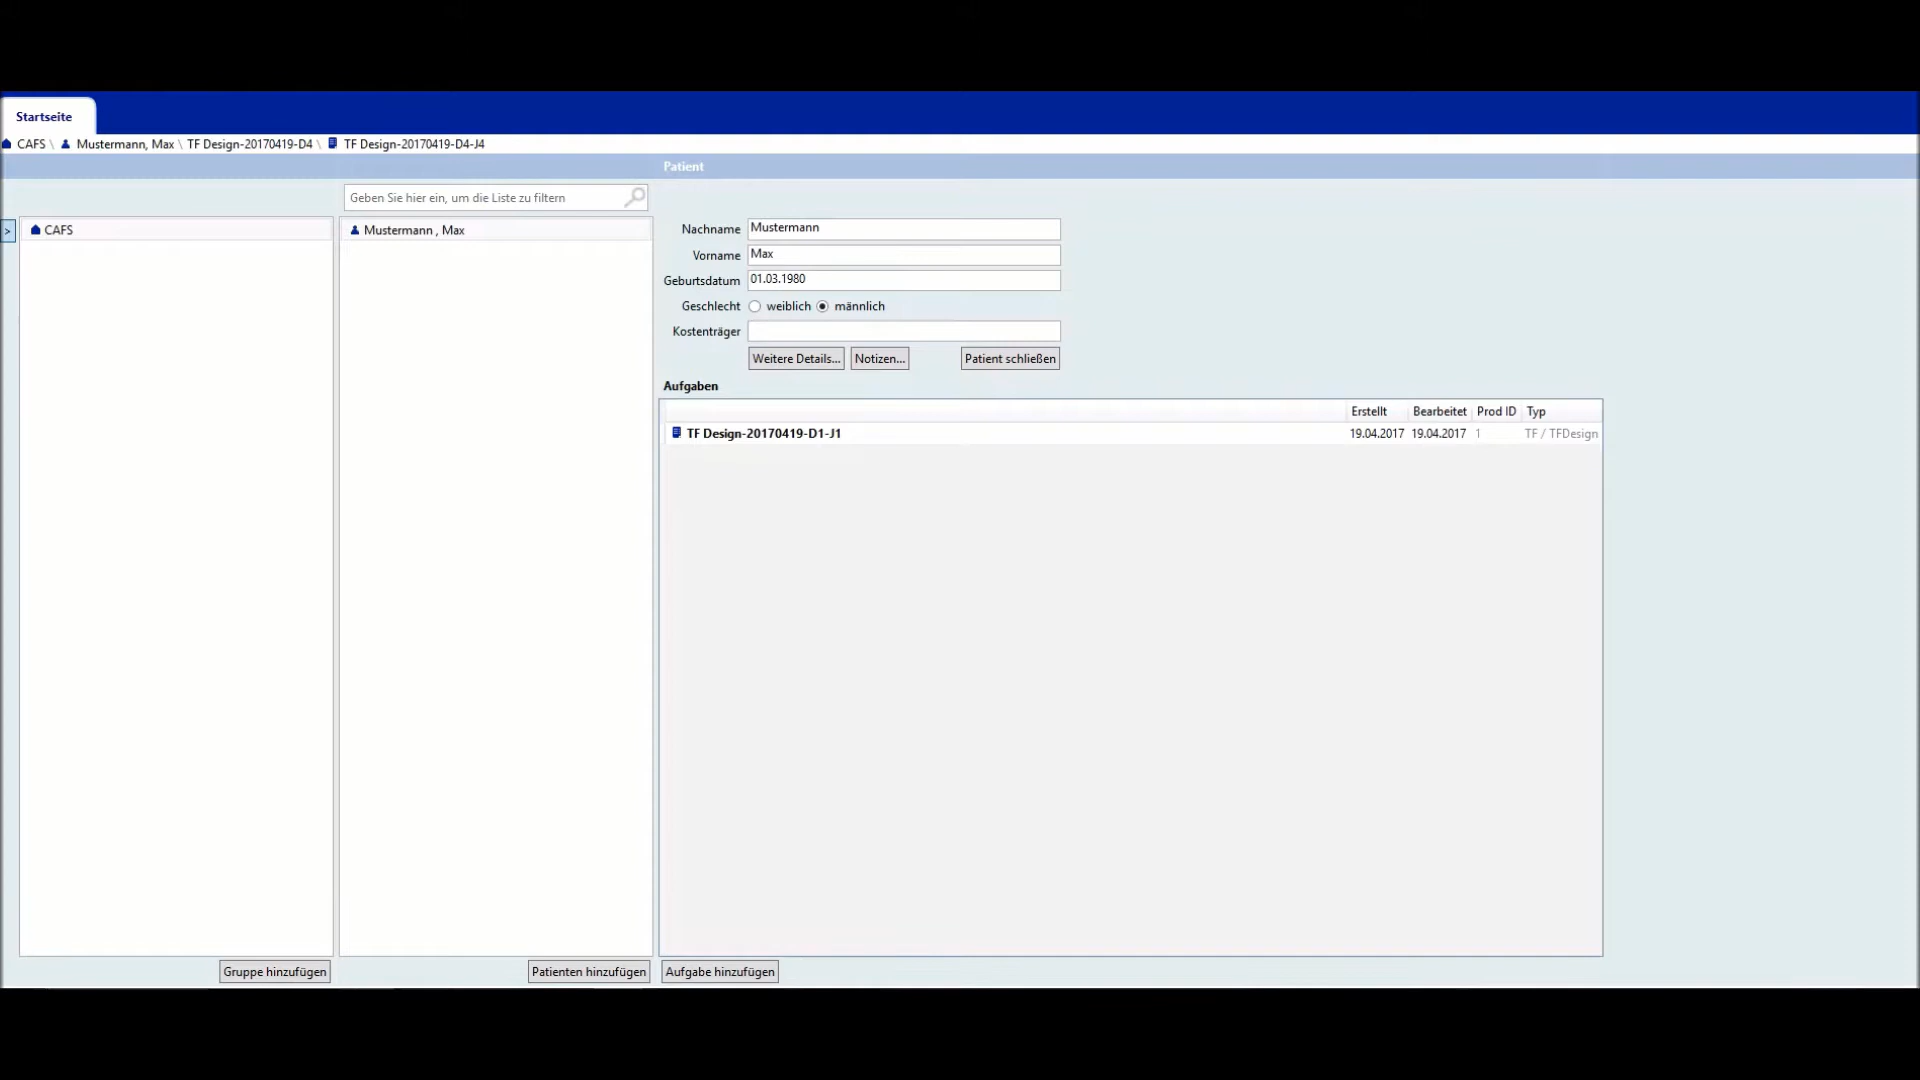 Startseite
CAFS \ Mustermann, Max \ TF Design-20170419-D4 \ TF Design-20170419-D4-J4
Patient
Geben Sie hier ein, um die Liste zu filtern
>
CAFS
Mustermann , Max
Nachname Mustermann
Vorname Max
Geburtsdatum 01.03.1980
Geschlecht weiblich männlich
Kostenträger
Weitere Details... Notizen... Patient schließen
Aufgaben
Erstellt Bearbeitet Prod ID Typ
TF Design-20170419-D1-J1 19.04.2017 19.04.2017 1 TF / TFDesign
Gruppe hinzufügen Patienten hinzufügen Aufgabe hinzufügen